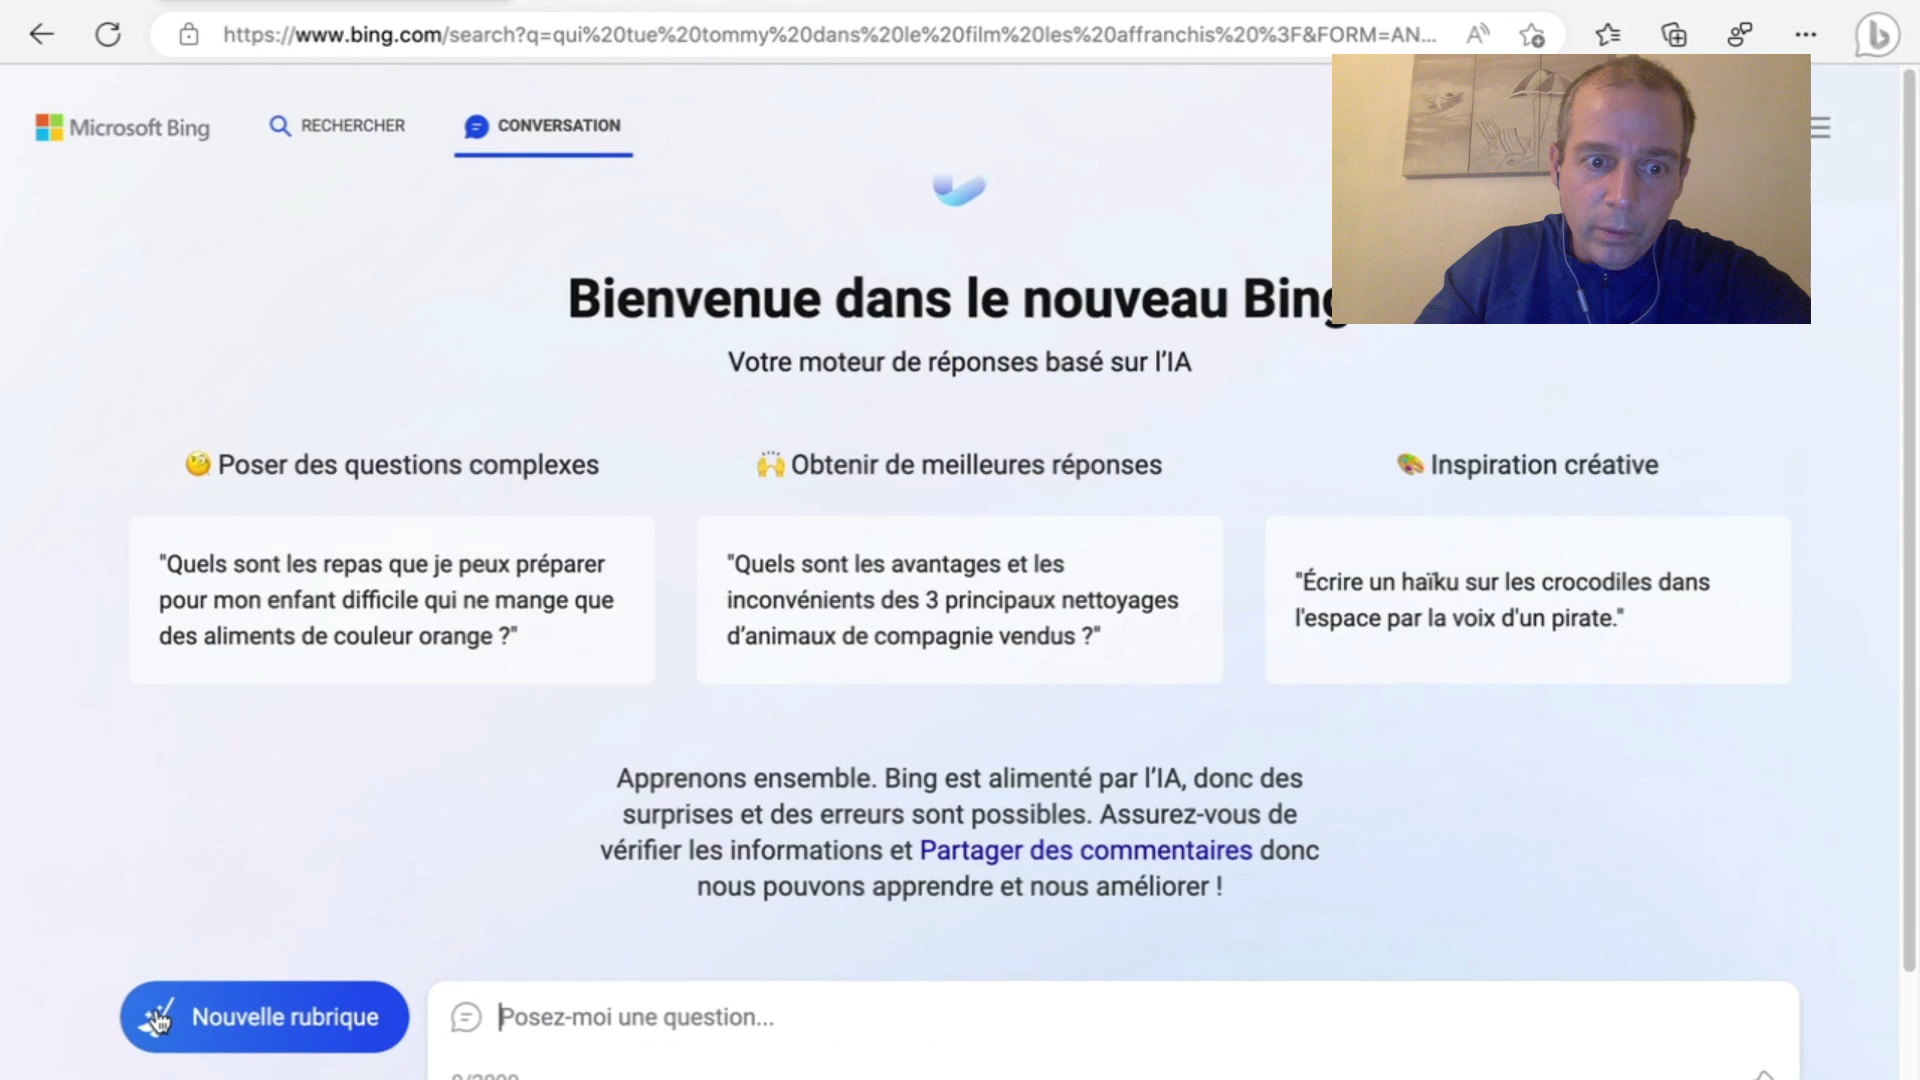 https://www.bing.com/search?q=qui%20tue%20tommy%20dans%20le%20film%20les%20affranchis%20%3F&FORM=AN...
Microsoft Bing
RECHERCHER
CONVERSATION
Bienvenue dans le nouveau Bing
Votre moteur de réponses basé sur l’IA
Poser des questions complexes
"Quels sont les repas que je peux préparer
pour mon enfant difficile qui ne mange que
des aliments de couleur orange ?"
Obtenir de meilleures réponses
"Quels sont les avantages et les
inconvénients des 3 principaux nettoyages
d’animaux de compagnie vendus ?"
Inspiration créative
"Écrire un haïku sur les crocodiles dans
l'espace par la voix d'un pirate."
Apprenons ensemble. Bing est alimenté par l’IA, donc des
surprises et des erreurs sont possibles. Assurez-vous de
vérifier les informations et Partager des commentaires donc
nous pouvons apprendre et nous améliorer !
Nouvelle rubrique
Posez-moi une question...